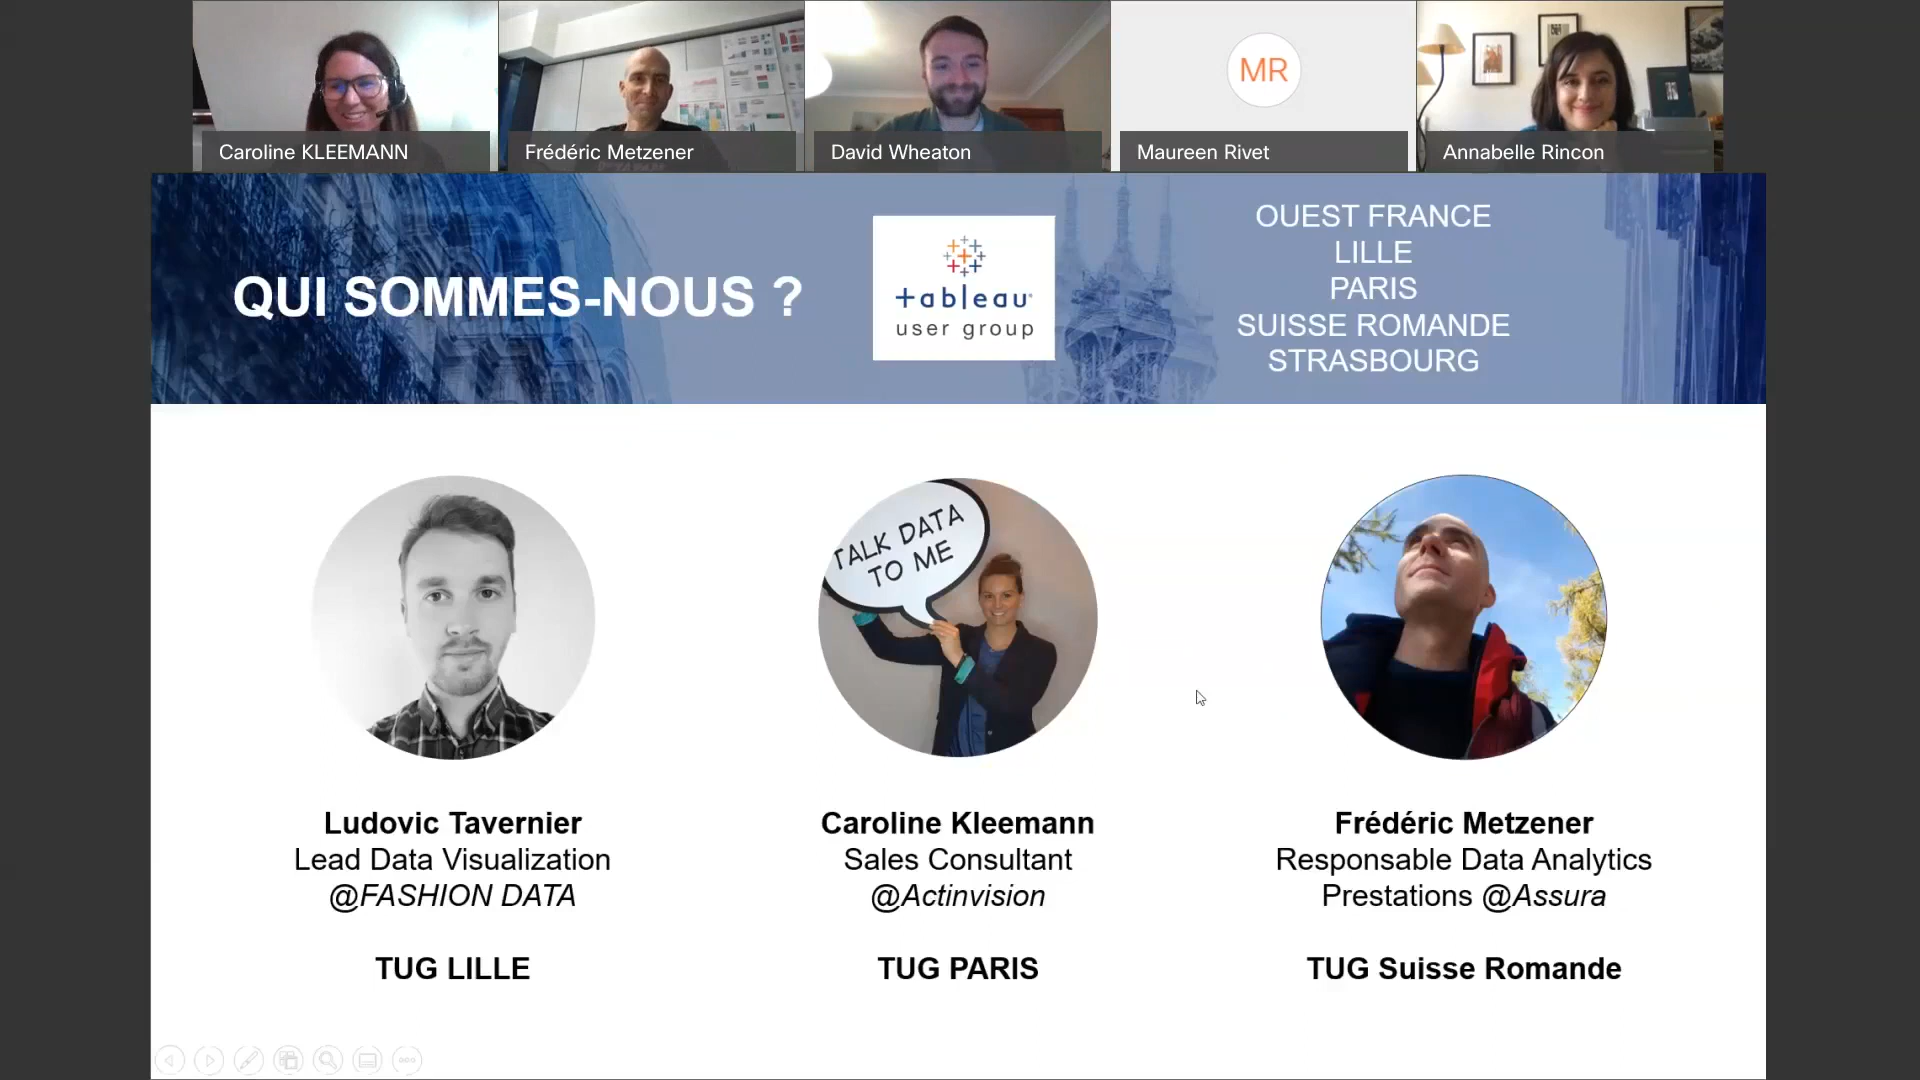 Caroline KLEEMANN
Frédéric Metzener
David Wheaton
MR
Maureen Rivet
Annabelle Rincon
QUI SOMMES-NOUS ?
+ableau
user group
OUEST FRANCE
LILLE
PARIS
SUISSE ROMANDE
STRASBOURG
TALK DATA
TO ME
Ludovic Tavernier
Lead Data Visualization
@FASHION DATA
TUG LILLE
Caroline Kleemann
Sales Consultant
@Actinvision
TUG PARIS
Frédéric Metzener
Responsable Data Analytics
Prestations @Assura
TUG Suisse Romande